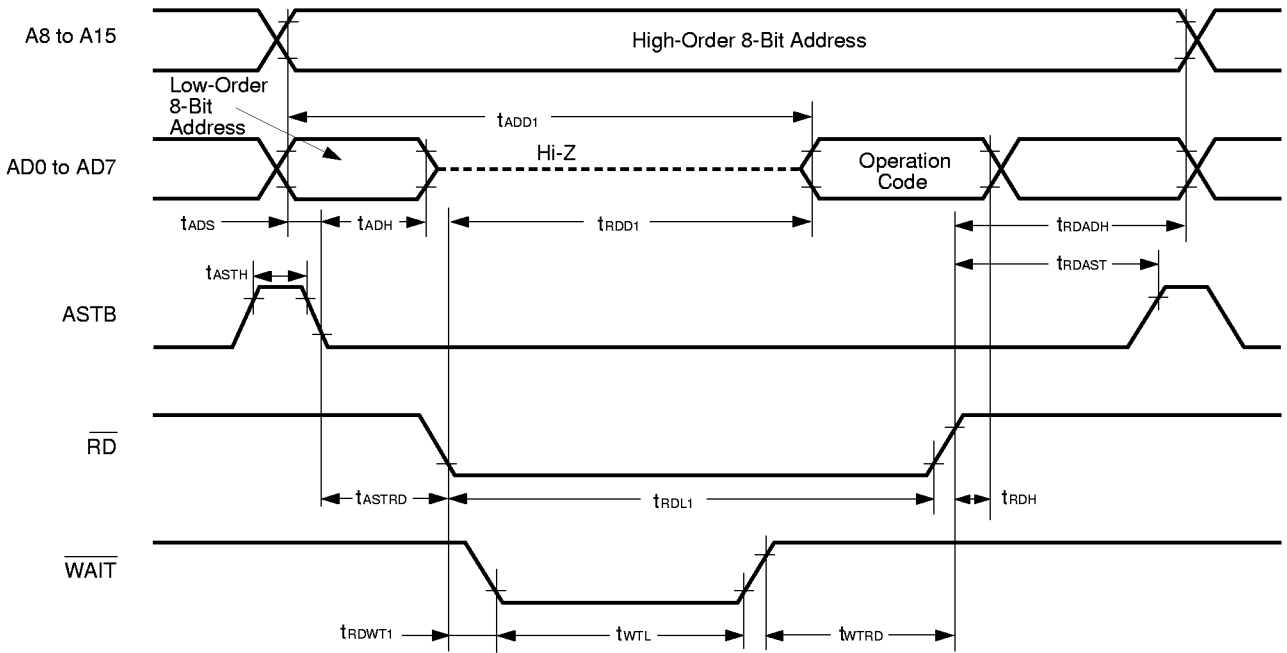 A8 to A15
High-Order 8-Bit Address
Low-Order
8-Bit
Address
tADD1
AD0 to AD7
Hi-Z
Operation
Code
tADS
tADH
tRDD1
tRDADH
tRDAST
tASTH
ASTB
RD
tASTRD
tRDL1
tRDH
WAIT
tRDWT1
tWTL
tWTRD